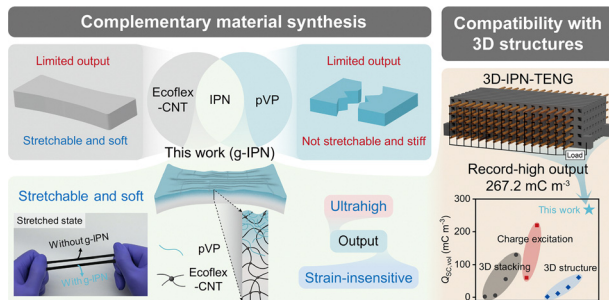 Complementary material synthesis
Limited output
Stretchable and soft
Ecoflex
-CNT
IPN
pVP
This work (g-IPN)
Limited output
Not stretchable and stiff
Stretchable and soft
Stretched state
Without g-IPN
With g-IPN
pVP
Ecoflex
-CNT
Ultrahigh
Output
Strain-insensitive
Compatibility with
3D structures
3D-IPN-TENG
Load
Record-high output
267.2 mC m⁻³
This work
Charge excitation
3D stacking
3D structure
300
200
100
0
Q_SC,vol (mC m⁻³)